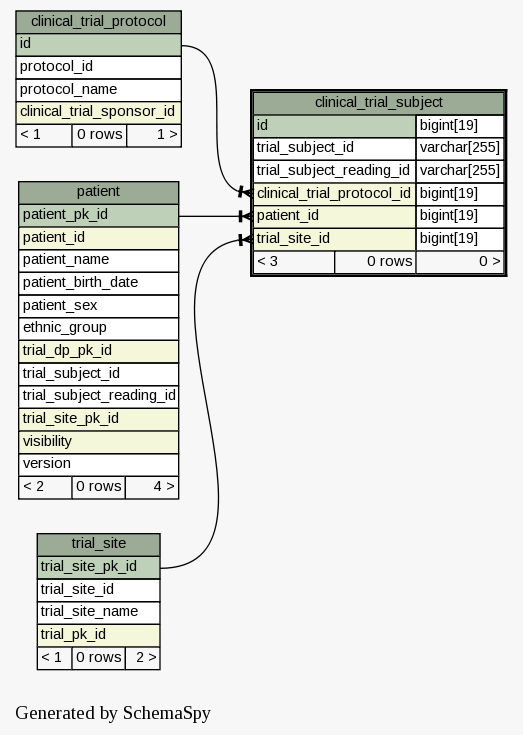 clinical_trial_protocol
id
protocol_id
protocol_name
clinical_trial_sponsor_id
< 1 0 rows 1 >
clinical_trial_subject
id bigint[19]
trial_subject_id varchar[255]
trial_subject_reading_id varchar[255]
clinical_trial_protocol_id bigint[19]
patient_id bigint[19]
trial_site_id bigint[19]
< 3 0 rows 0 >
patient
patient_pk_id
patient_id
patient_name
patient_birth_date
patient_sex
ethnic_group
trial_dp_pk_id
trial_subject_id
trial_subject_reading_id
trial_site_pk_id
visibility
version
< 2 0 rows 4 >
trial_site
trial_site_pk_id
trial_site_id
trial_site_name
trial_pk_id
< 1 0 rows 2 >
Generated by SchemaSpy